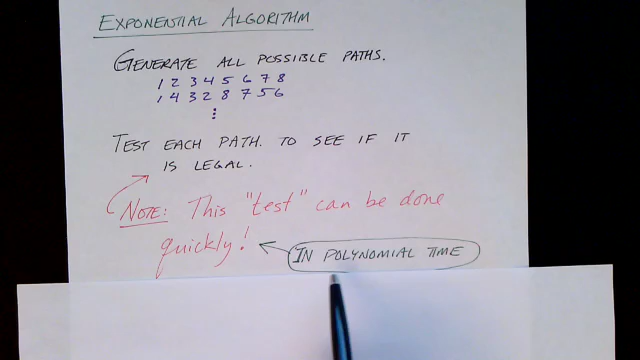 EXPONENTIAL ALGORITHM
GENERATE ALL POSSIBLE PATHS.
1 2 3 4 5 6 7 8
1 4 3 2 8 7 5 6
⋮
TEST EACH PATH TO SEE IF IT
IS LEGAL.
NOTE: This "test" can be done
quickly!
IN POLYNOMIAL TIME